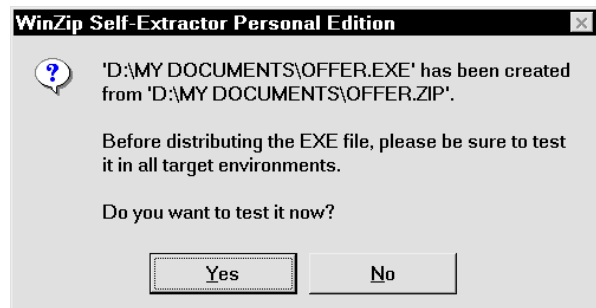 WinZip Self-Extractor Personal Edition
'D:\MY DOCUMENTS\OFFER.EXE' has been created
from 'D:\MY DOCUMENTS\OFFER.ZIP'.
Before distributing the EXE file, please be sure to test
it in all target environments.
Do you want to test it now?
Yes
No